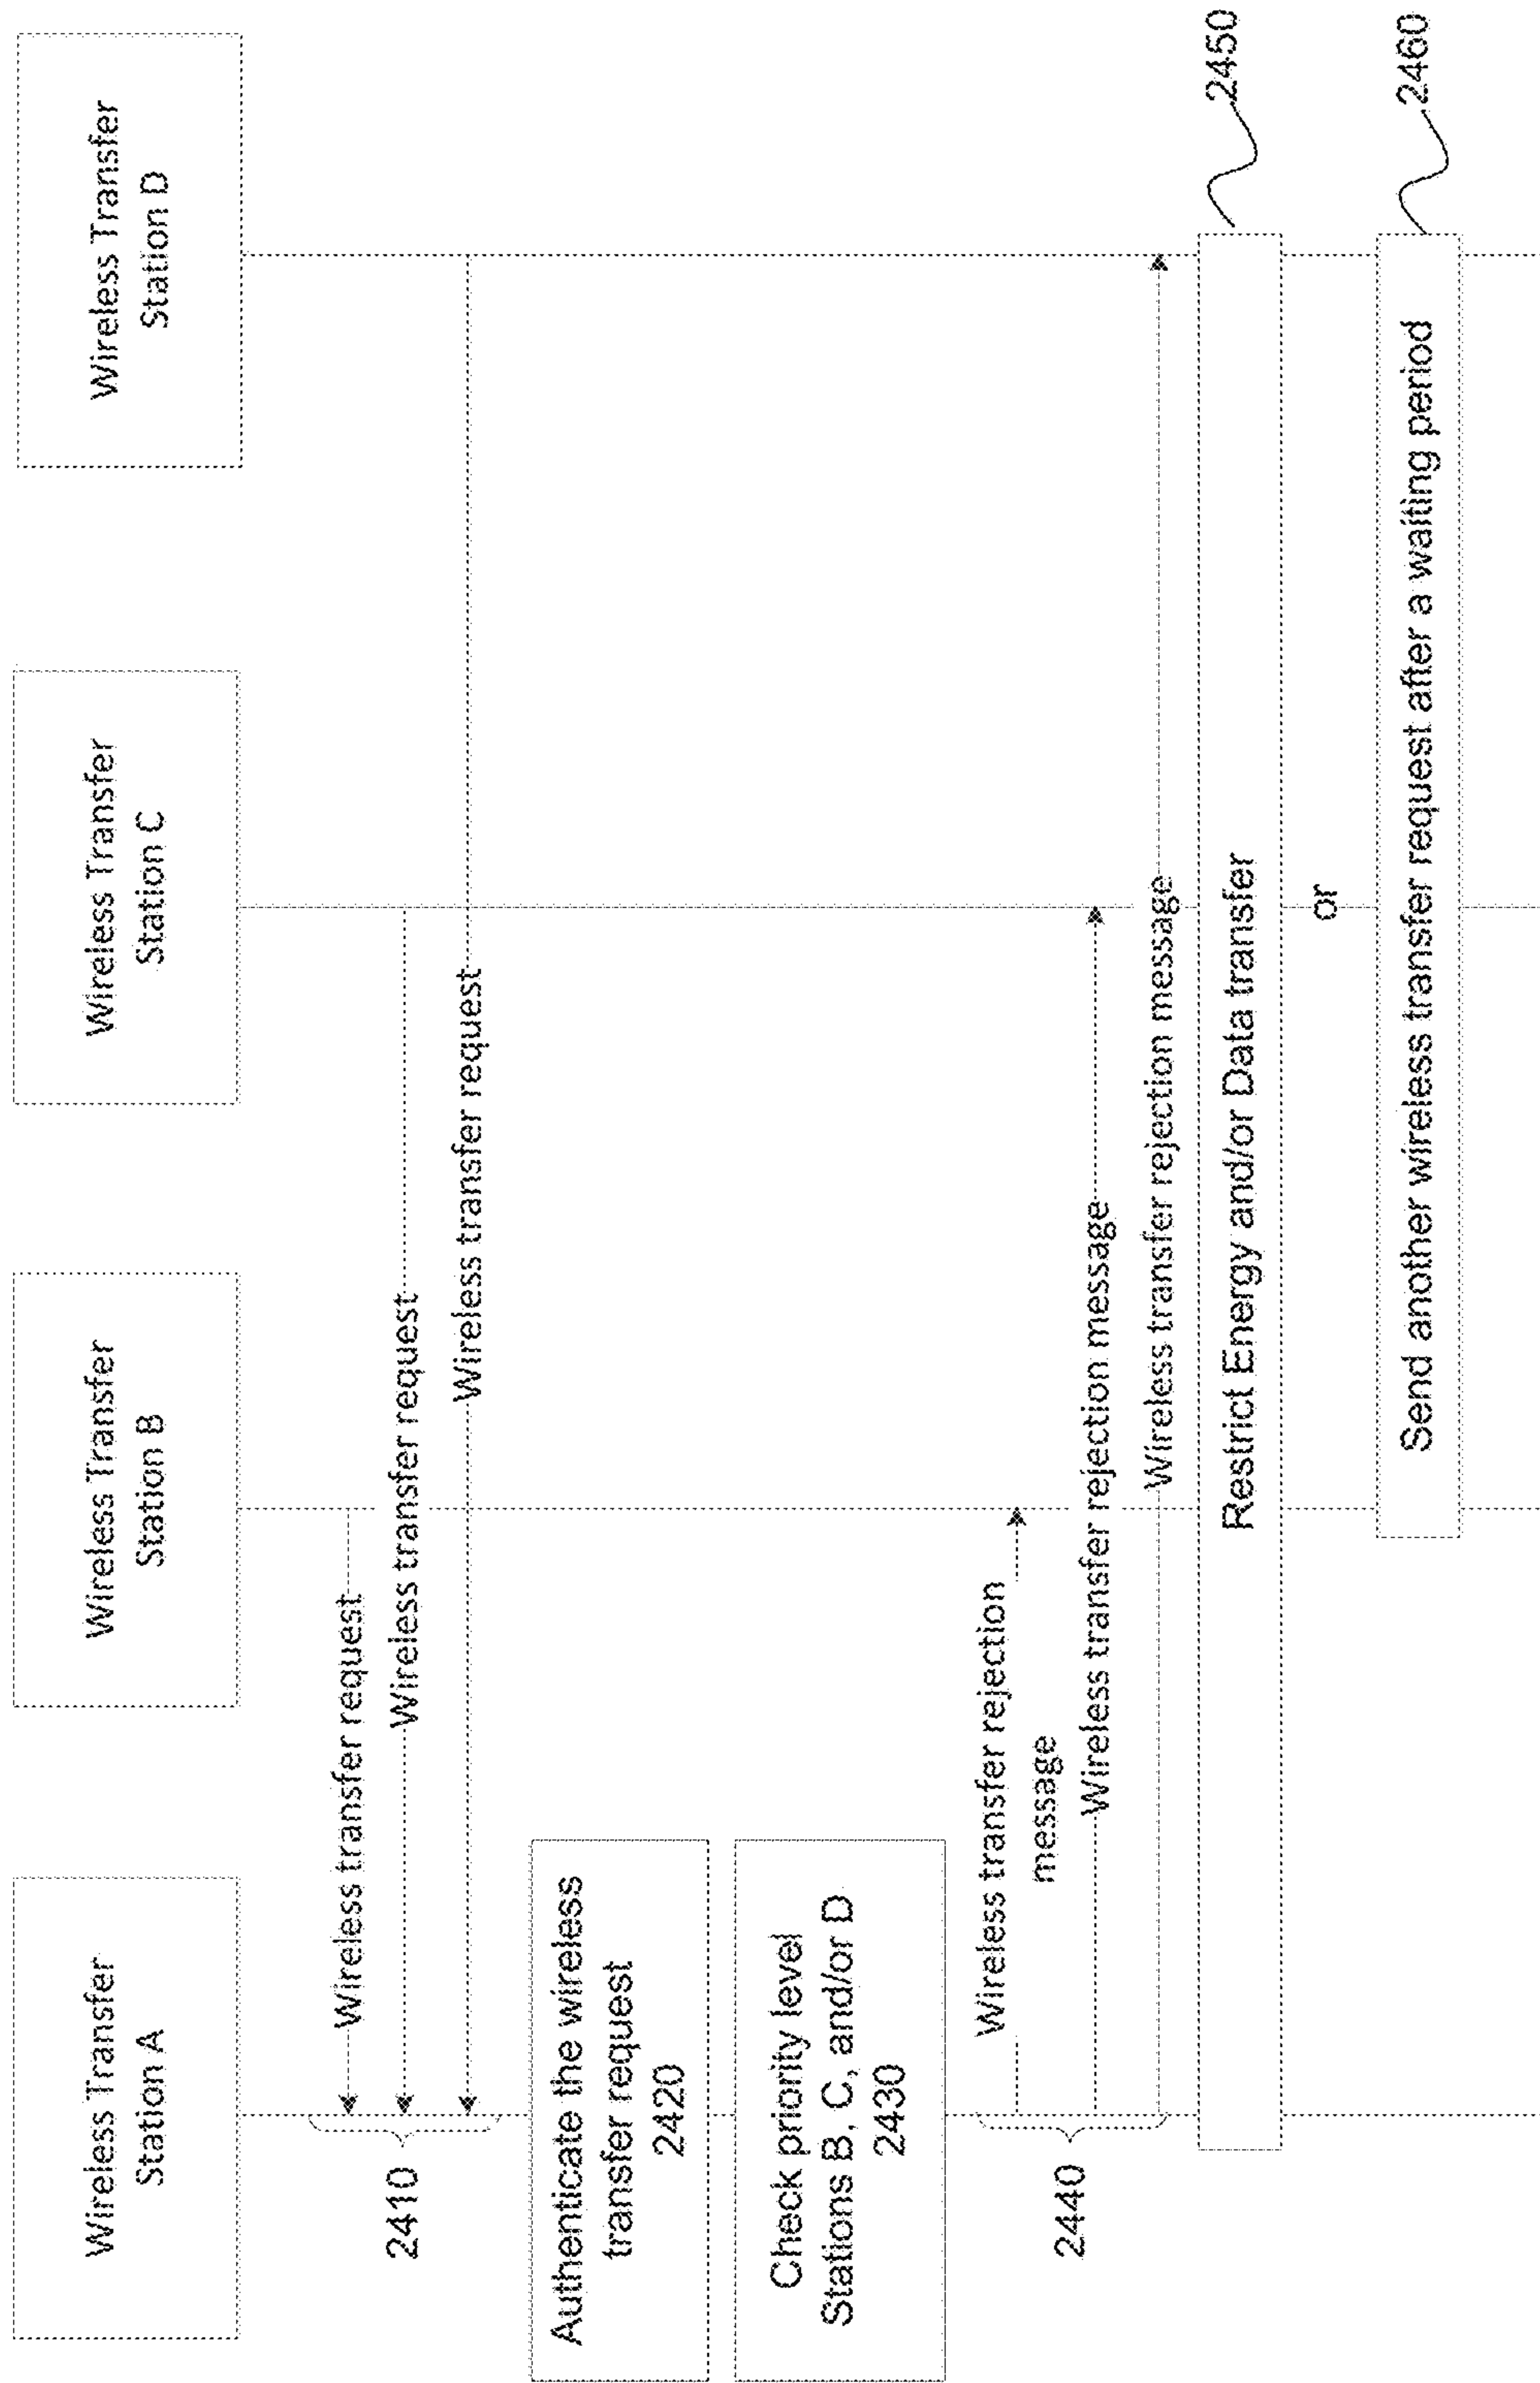 Wireless Transfer
Station A
Wireless Transfer
Station B
Wireless Transfer
Station C
Wireless Transfer
Station D
Wireless transfer request
Wireless transfer request
Wireless transfer request
2410
Authenticate the wireless
transfer request
2420
Check priority level
Stations B, C, and/or D
2430
Wireless transfer rejection
message
Wireless transfer rejection message
Wireless transfer rejection message
2440
Restrict Energy and/or Data transfer
2450
or
Send another wireless transfer request after a waiting period
2460